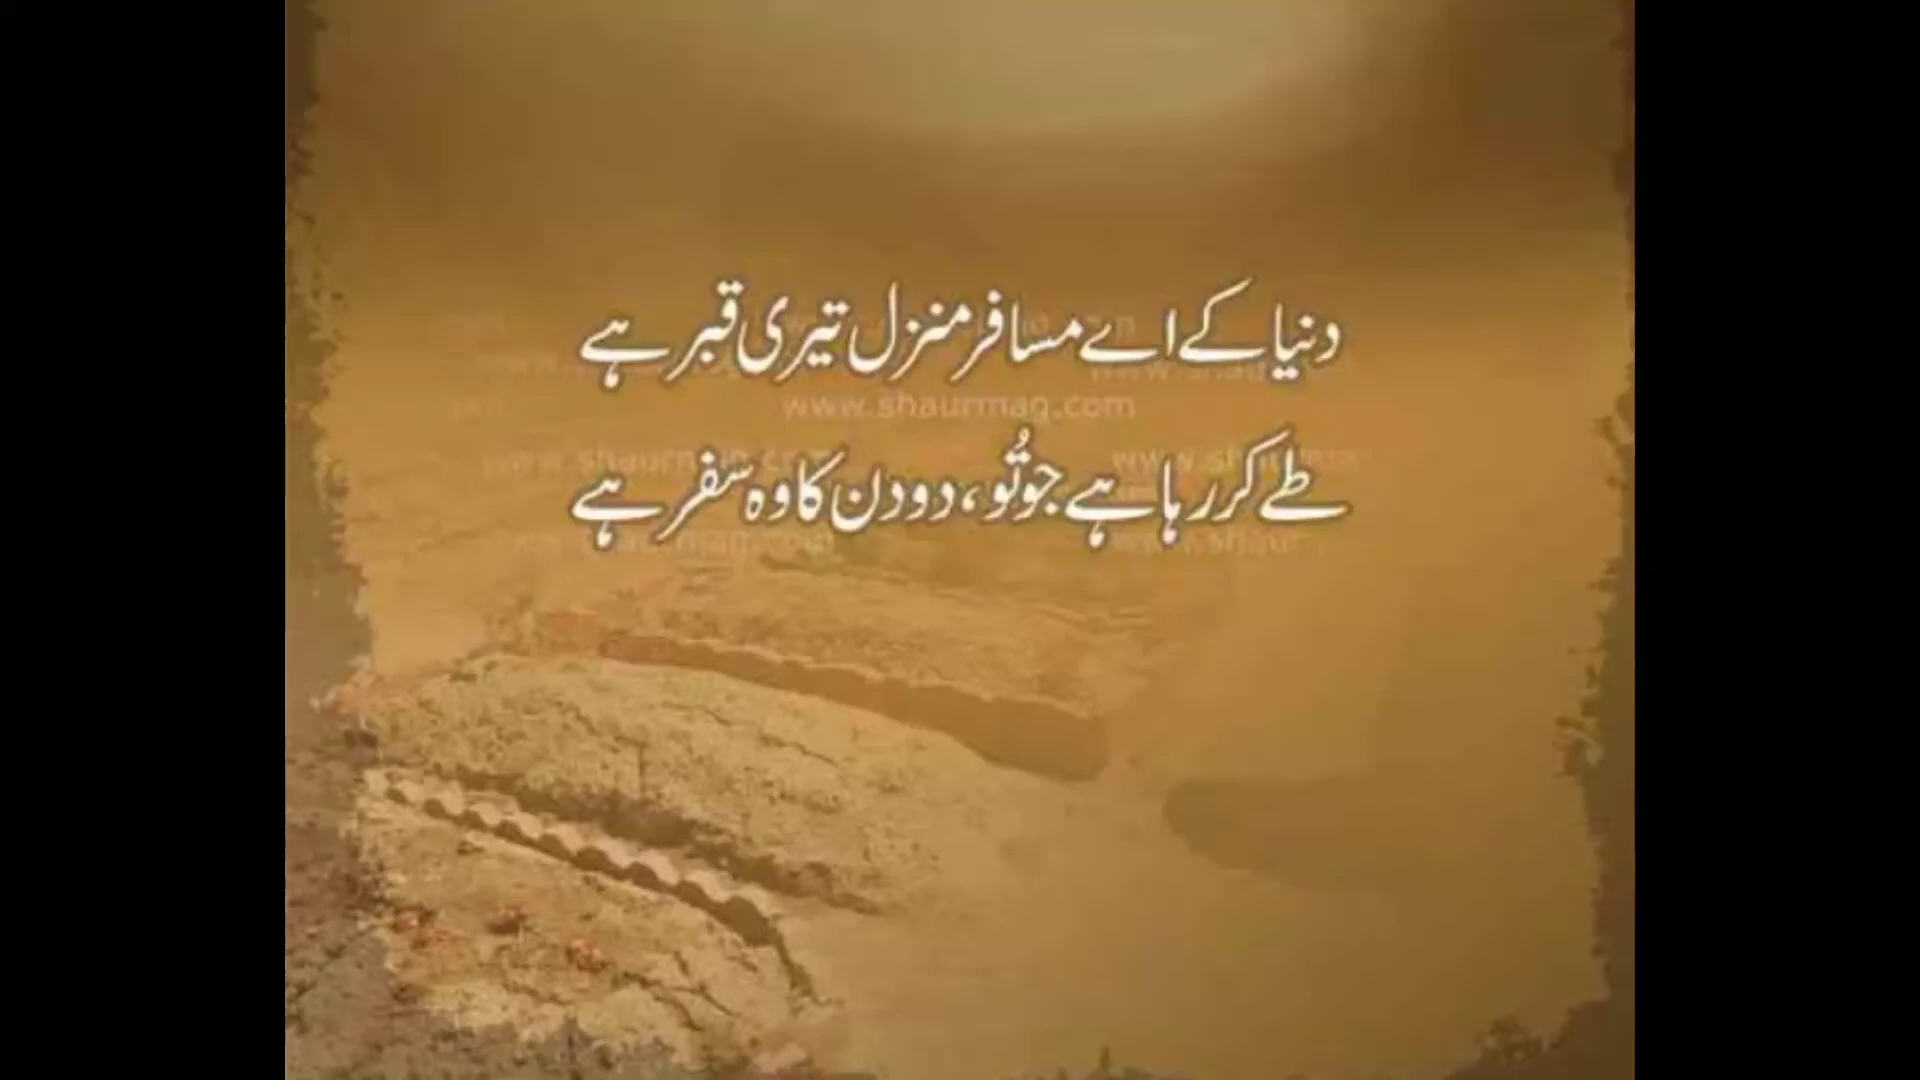 دنیا کے اے مسافر منزل تیری قبر ہے
www.shaurmag.com
طے کر رہا ہے جو تُو، دو دن کا وہ سفر ہے